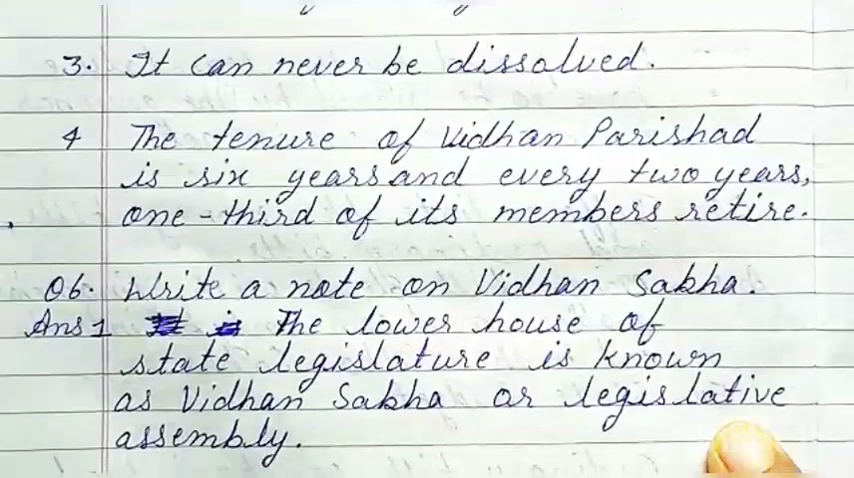 3. It can never be dissolved.
4 The tenure of Vidhan Parishad
is six years and every two years,
one-third of its members retire.
Q6. Write a note on Vidhan Sabha.
Ans 1 The lower house of
state legislature is known
as Vidhan Sabha or legislative
assembly.